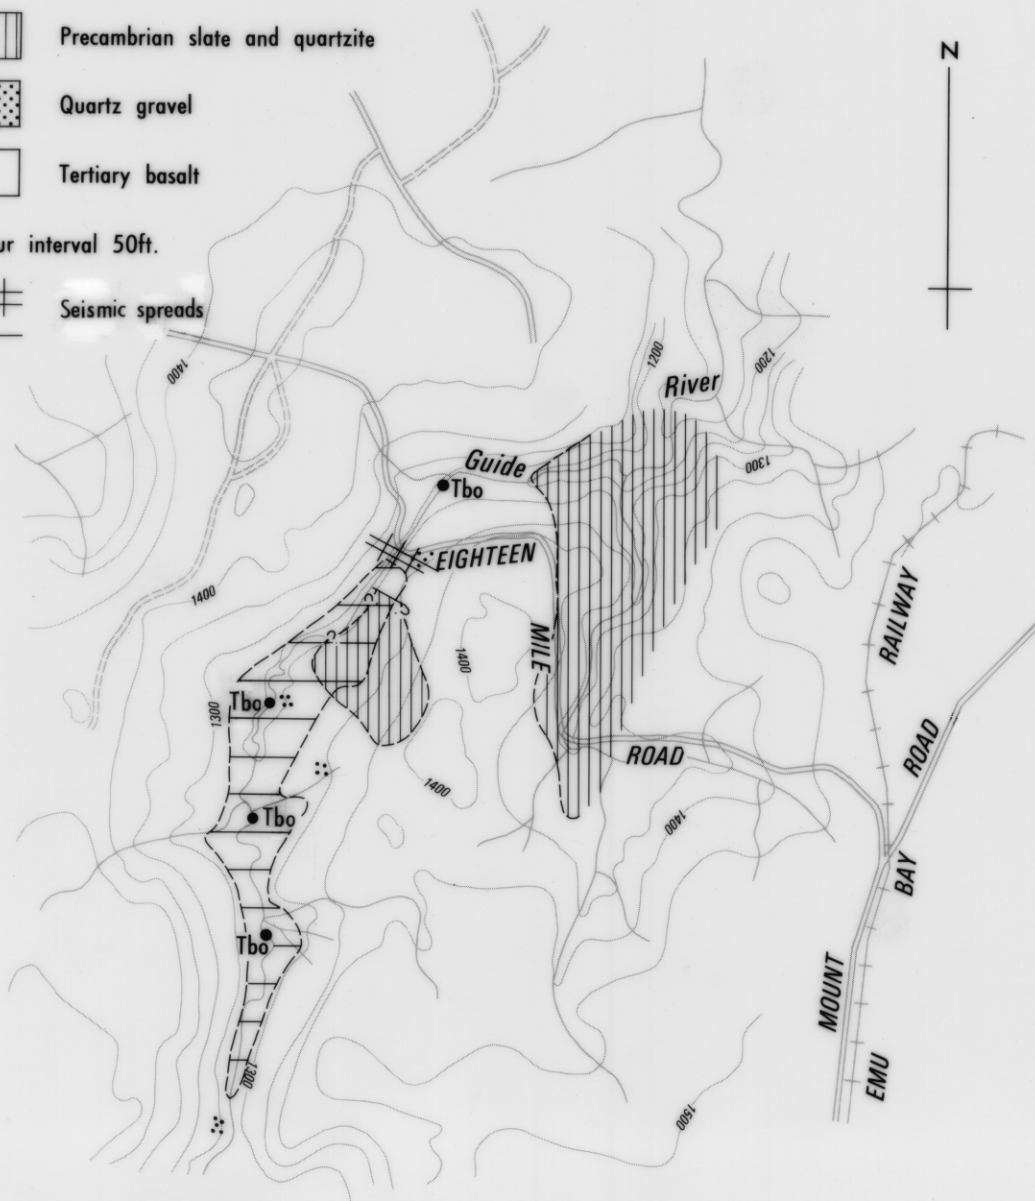 Precambrian slate and quartzite
N
Quartz gravel
Tertiary basalt
ur interval 50ft.
Seismic spreads
1400
1200
1200
River
Guide
1300
Tbo
EIGHTEEN
1400
RAILWAY
MILE
1400
Tbo
1300
ROAD
ROAD
1400
Tbo
1400
BAY
Tbo
MOUNT
1300
EMU
1500